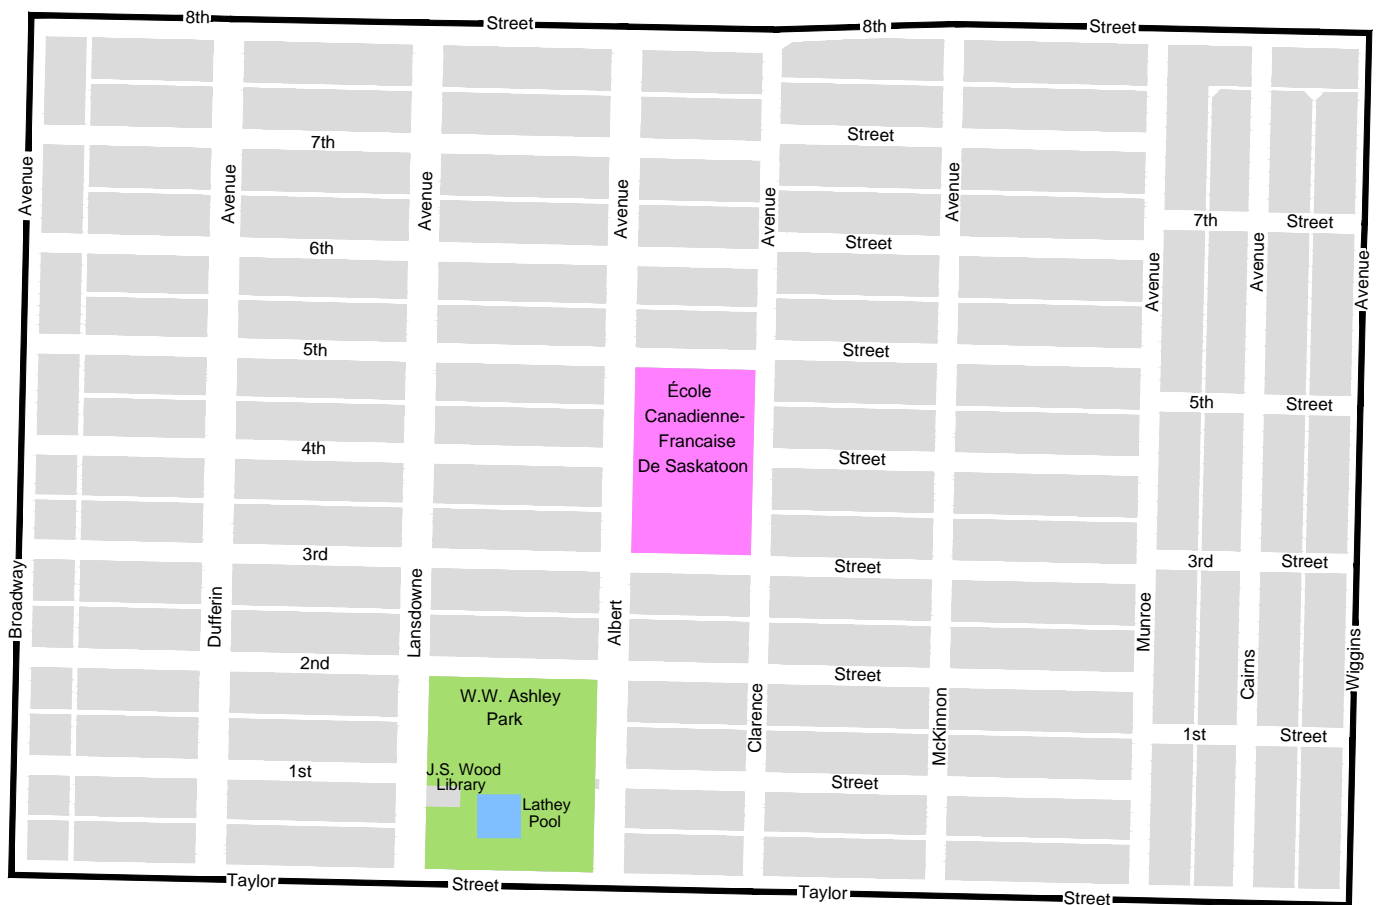 8th Street 8th Street
7th Street
Avenue Avenue Avenue Avenue Avenue Avenue
7th Street
6th Street
Avenue Avenue Avenue
5th Street
École
Canadienne-
Francaise
De Saskatoon
5th Street
4th Street
3rd Street
3rd Street
Broadway Dufferin Lansdowne Albert Munroe Cairns Wiggins
2nd Street
W.W. Ashley
Park
Clarence McKinnon
1st Street
1st Street
J.S. Wood
Library
Lathey
Pool
Taylor Street Taylor Street